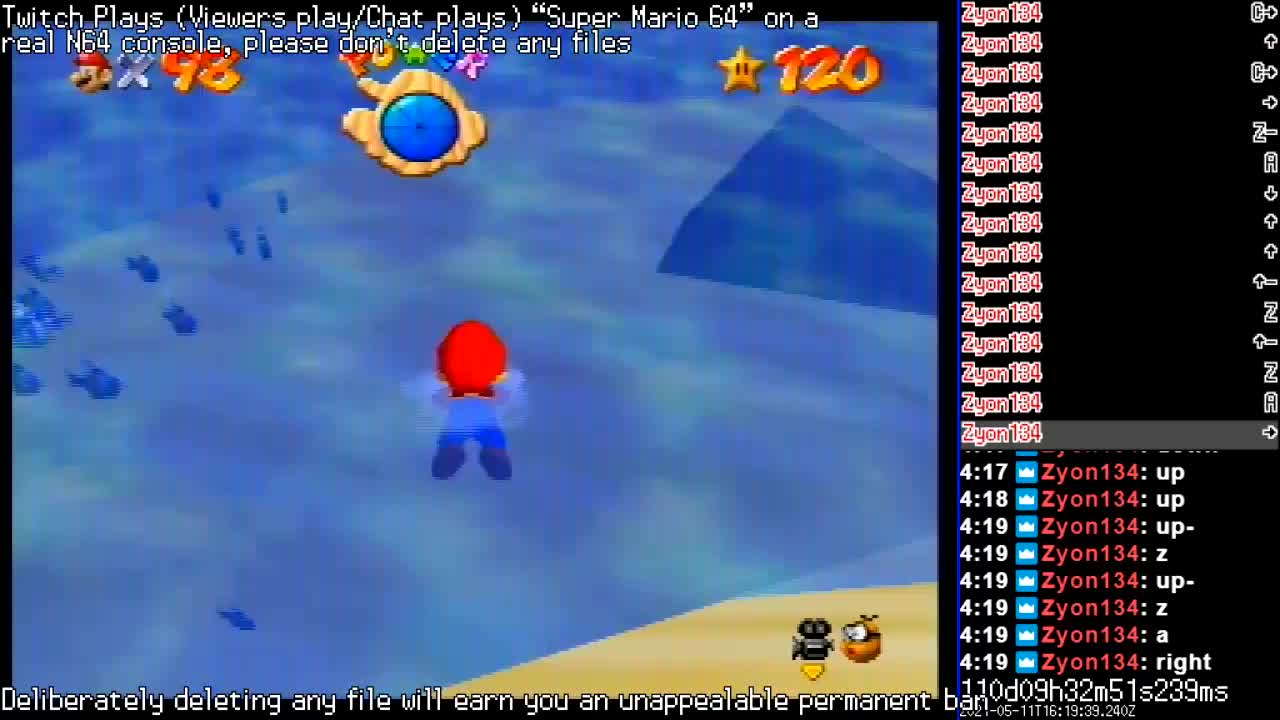 Twitch Plays (Viewers play/Chat plays) “Super Mario 64” on a
real N64 console, please don't delete any files
98
POWER
120
Zyon134 C→
Zyon134 ↑
Zyon134 C→
Zyon134 →
Zyon134 Z-
Zyon134 A
Zyon134 ↓
Zyon134 ↑
Zyon134 ↑
Zyon134 ↑-
Zyon134 Z
Zyon134 ↑-
Zyon134 Z
Zyon134 A
Zyon134 →
4:17 Zyon134: up
4:18 Zyon134: up
4:19 Zyon134: up-
4:19 Zyon134: z
4:19 Zyon134: up-
4:19 Zyon134: z
4:19 Zyon134: a
4:19 Zyon134: right
Deliberately deleting any file will earn you an unappealable permanent ban.
110d09h32m51s239ms
2021-05-11T16:19:39.240Z